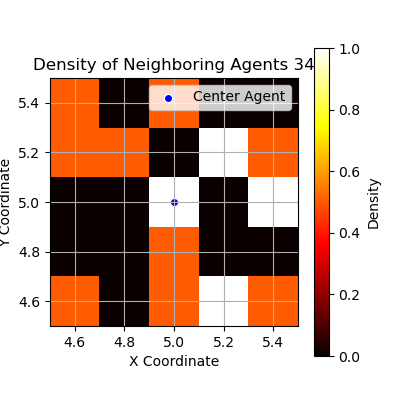 Density of Neighboring Agents 34
Center Agent
5.4
5.2
5.0
4.8
4.6
Y Coordinate
4.6 4.8 5.0 5.2 5.4
X Coordinate
1.0
0.8
0.6
0.4
0.2
0.0
Density